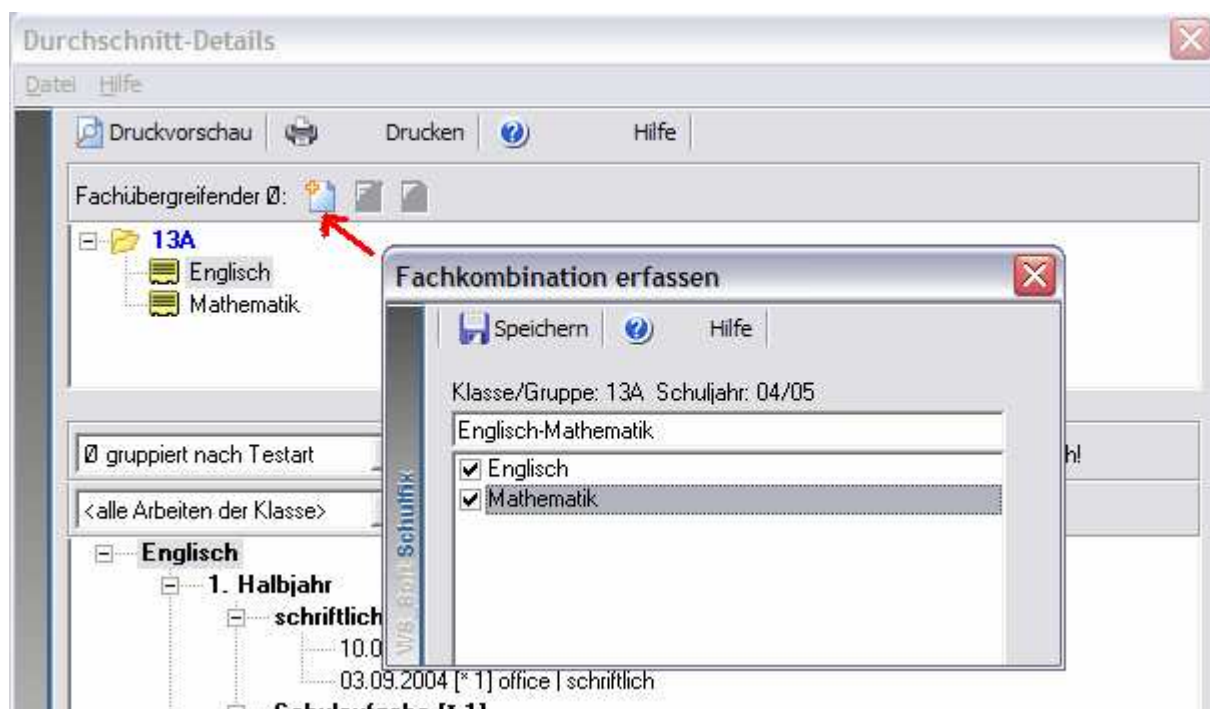 Durchschnitt-Details
Datei Hilfe
Druckvorschau Drucken Hilfe
Fachübergreifender Ø:
13A
Englisch
Mathematik
Fachkombination erfassen
Speichern Hilfe
Klasse/Gruppe: 13A Schuljahr: 04/05
Englisch-Mathematik
Englisch
Mathematik
WB Soft Schulfix
Ø gruppiert nach Testart
h!
<alle Arbeiten der Klasse>
Englisch
1. Halbjahr
schriftlich
10.0
03.09.2004 [* 1] office | schriftlich